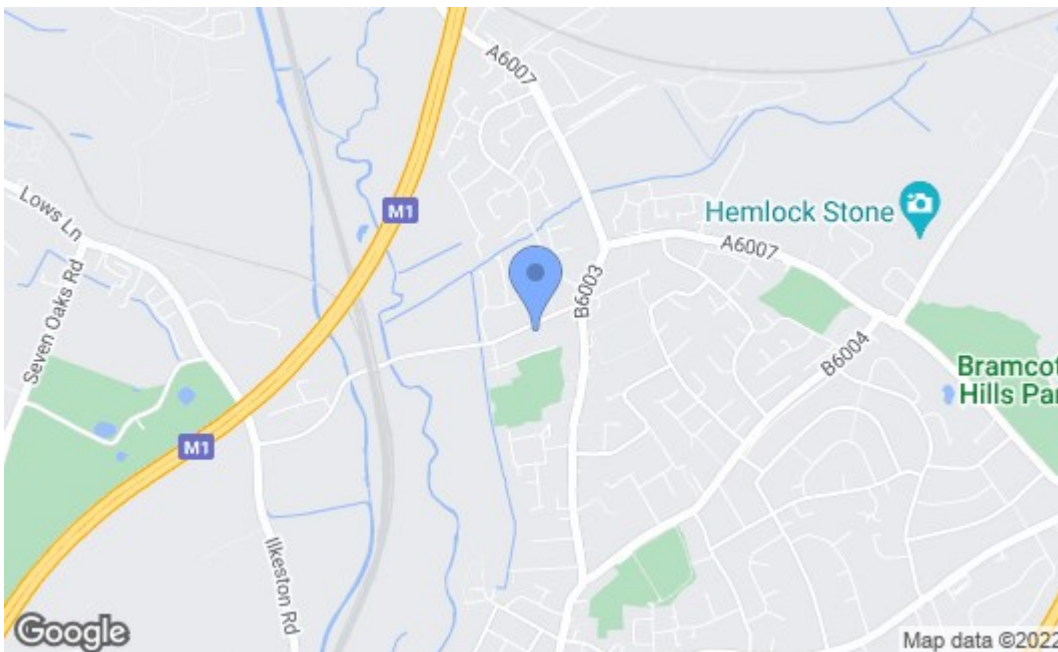 A6007
Lows Ln
M1
Hemlock Stone
A6007
Seven Oaks Rd
B6003
B6004
Bramcot
Hills Par
M1
Ilkeston Rd
Google
Map data ©2022